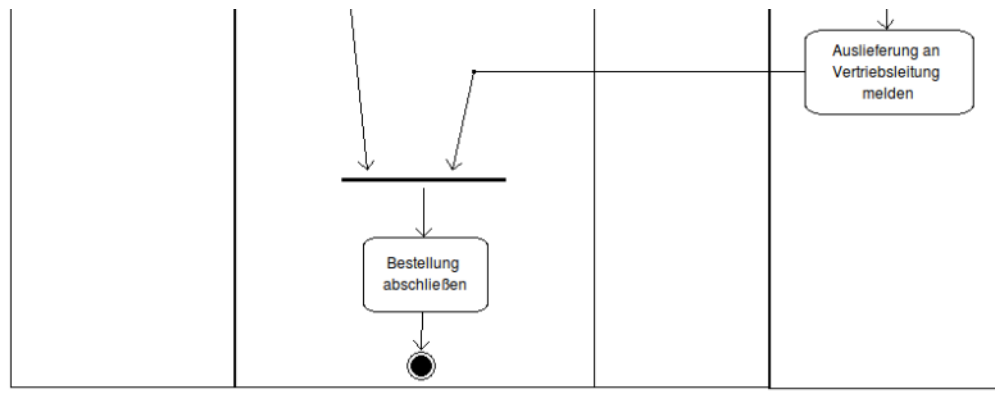 Auslieferung an
Vertriebsleitung
melden
Bestellung
abschließen